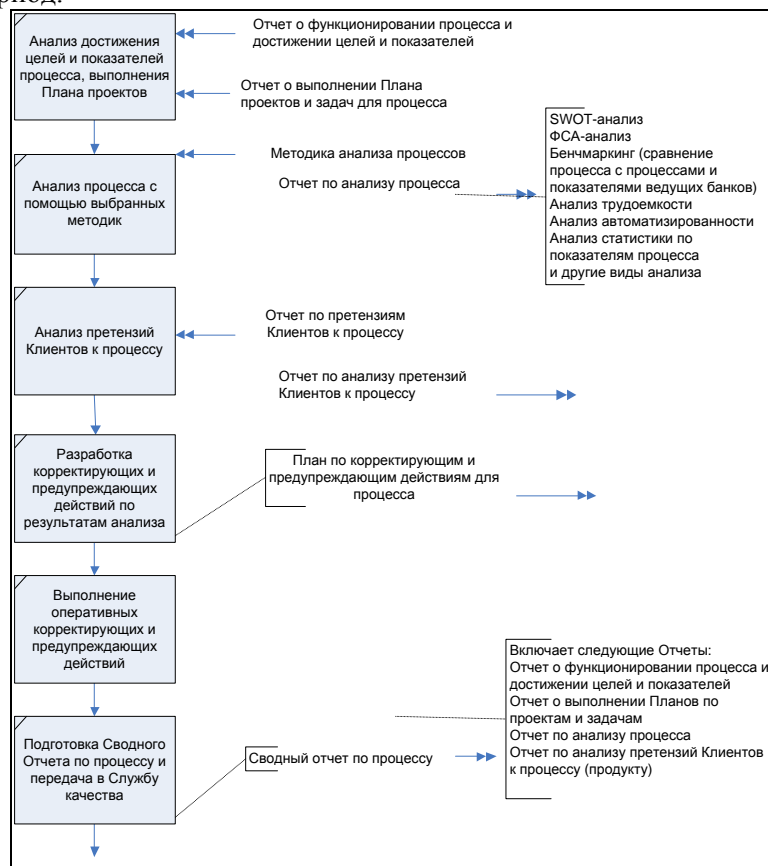 риод.
Анализ достижения
целей и показателей
процесса, выполнения
Плана проектов
Отчет о функционировании процесса и
достижении целей и показателей
Отчет о выполнении Плана
проектов и задач для процесса
Анализ процесса с
помощью выбранных
методик
Методика анализа процессов
Отчет по анализу процесса
SWOT-анализ
ФСА-анализ
Бенчмаркинг (сравнение
процесса с процессами и
показателями ведущих банков)
Анализ трудоемкости
Анализ автоматизированности
Анализ статистики по
показателям процесса
и другие виды анализа
Анализ претензий
Клиентов к процессу
Отчет по претензиям
Клиентов к процессу
Отчет по анализу претензий
Клиентов к процессу
Разработка
корректирующих и
предупреждающих
действий по
результатам анализа
План по корректирующим и
предупреждающим действиям для
процесса
Выполнение
оперативных
корректирующих и
предупреждающих
действий
Подготовка Сводного
Отчета по процессу и
передача в Службу
качества
Сводный отчет по процессу
Включает следующие Отчеты:
Отчет о функционировании процесса и
достижении целей и показателей
Отчет о выполнении Планов по
проектам и задачам
Отчет по анализу процесса
Отчет по анализу претензий Клиентов
к процессу (продукту)